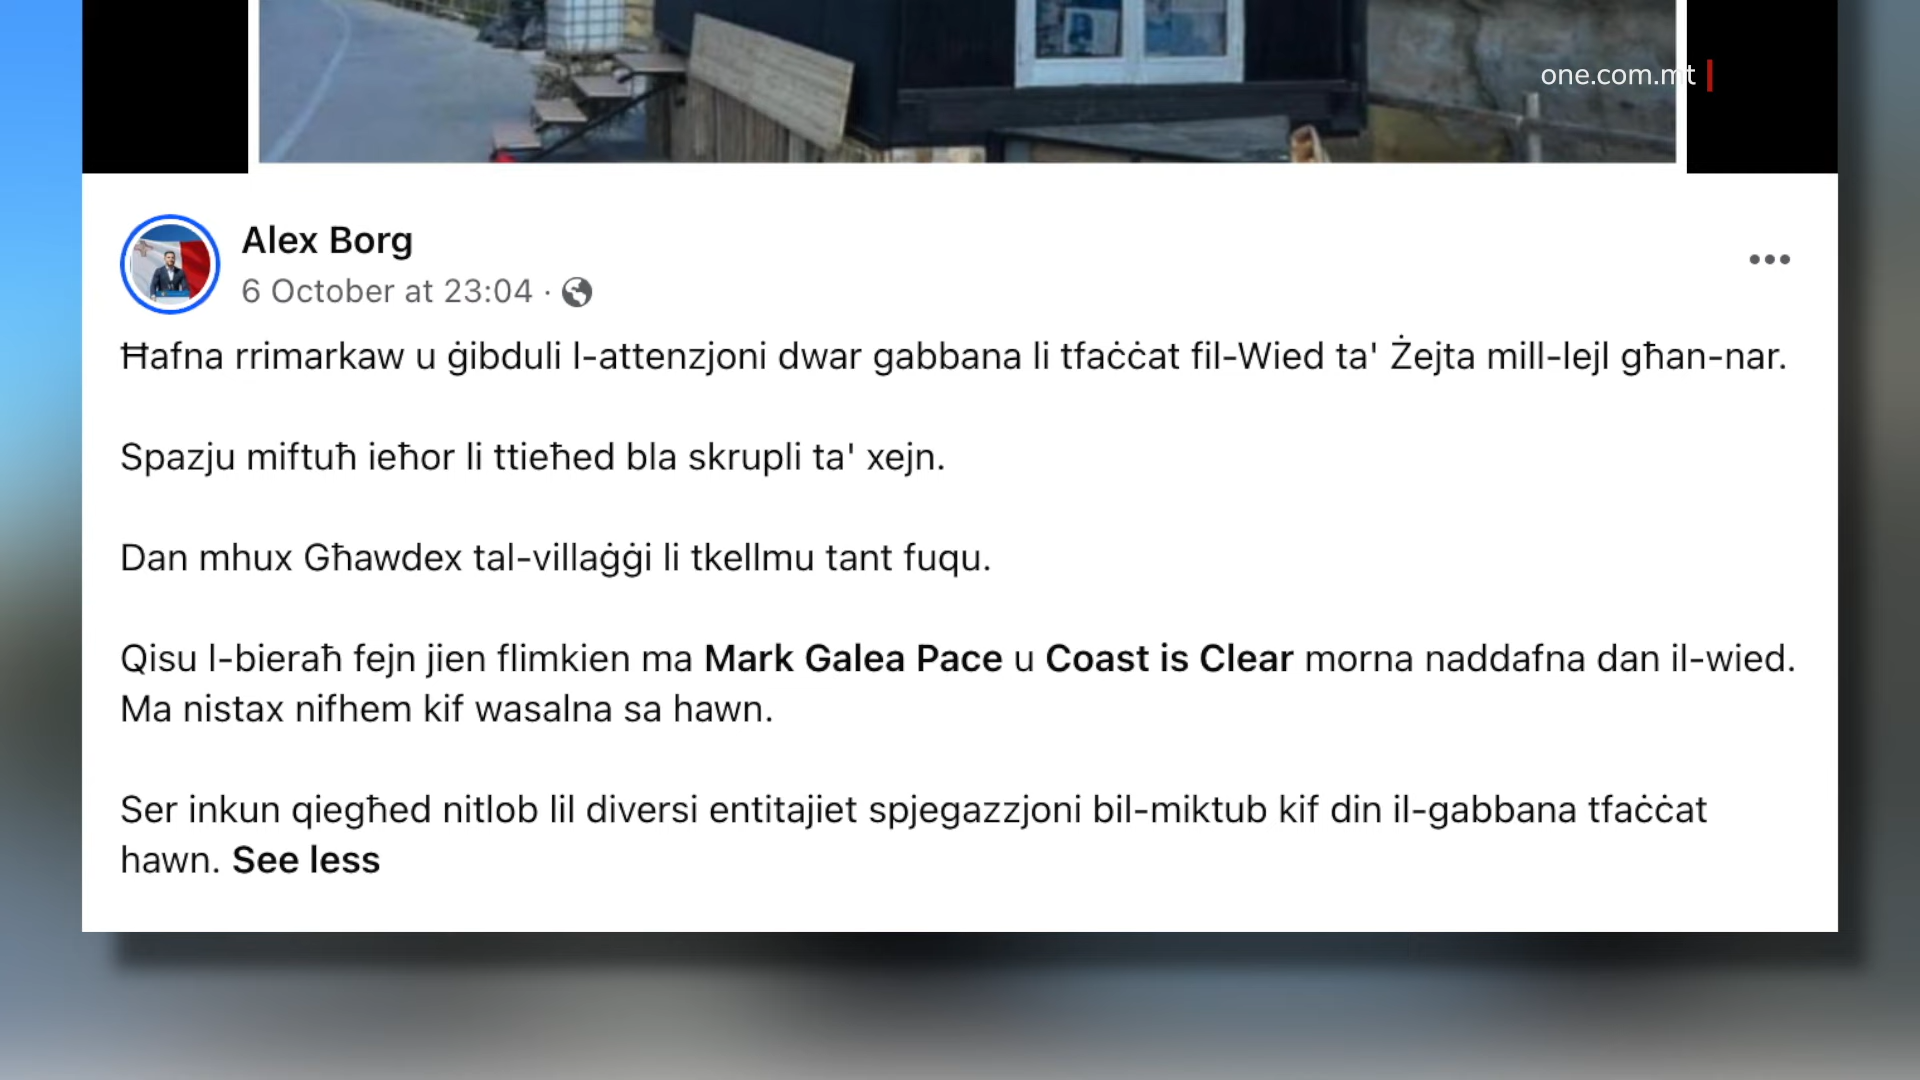 one.com.mt
Alex Borg
6 October at 23:04 ·
Ħafna rrimarkaw u ġibduli l-attenzjoni dwar gabbana li tfaċċat fil-Wied ta' Żejta mill-lejl għan-nar.
Spazju miftuħ ieħor li ttieħed bla skrupli ta' xejn.
Dan mhux Għawdex tal-villaġġi li tkellmu tant fuqu.
Qisu l-bieraħ fejn jien flimkien ma Mark Galea Pace u Coast is Clear morna naddafna dan il-wied.
Ma nistax nifhem kif wasalna sa hawn.
Ser inkun qiegħed nitlob lil diversi entitajiet spjegazzjoni bil-miktub kif din il-gabbana tfaċċat
hawn. See less